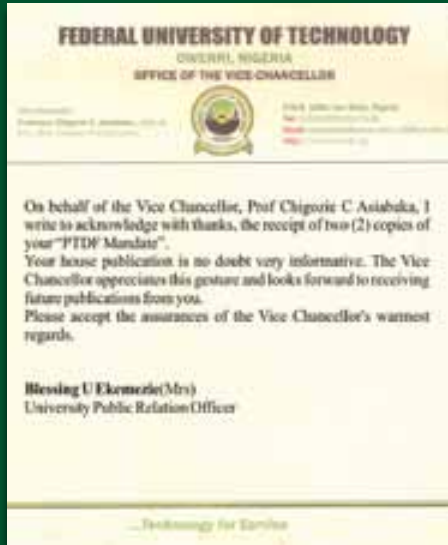 FEDERAL UNIVERSITY OF TECHNOLOGY
OWERRI, NIGERIA
OFFICE OF THE VICE-CHANCELLOR
On behalf of the Vice Chancellor, Prof Chigozie C Asiabaka, I
write to acknowledge with thanks, the receipt of two (2) copies of
your "PTDF Mandate".
Your house publication is no doubt very informative. The Vice
Chancellor appreciates this gesture and looks forward to receiving
future publications from you.
Please accept the assurances of the Vice Chancellor's warmest
regards.
Blessing U Ekemezie(Mrs)
University Public Relation Officer
...Technology for Service